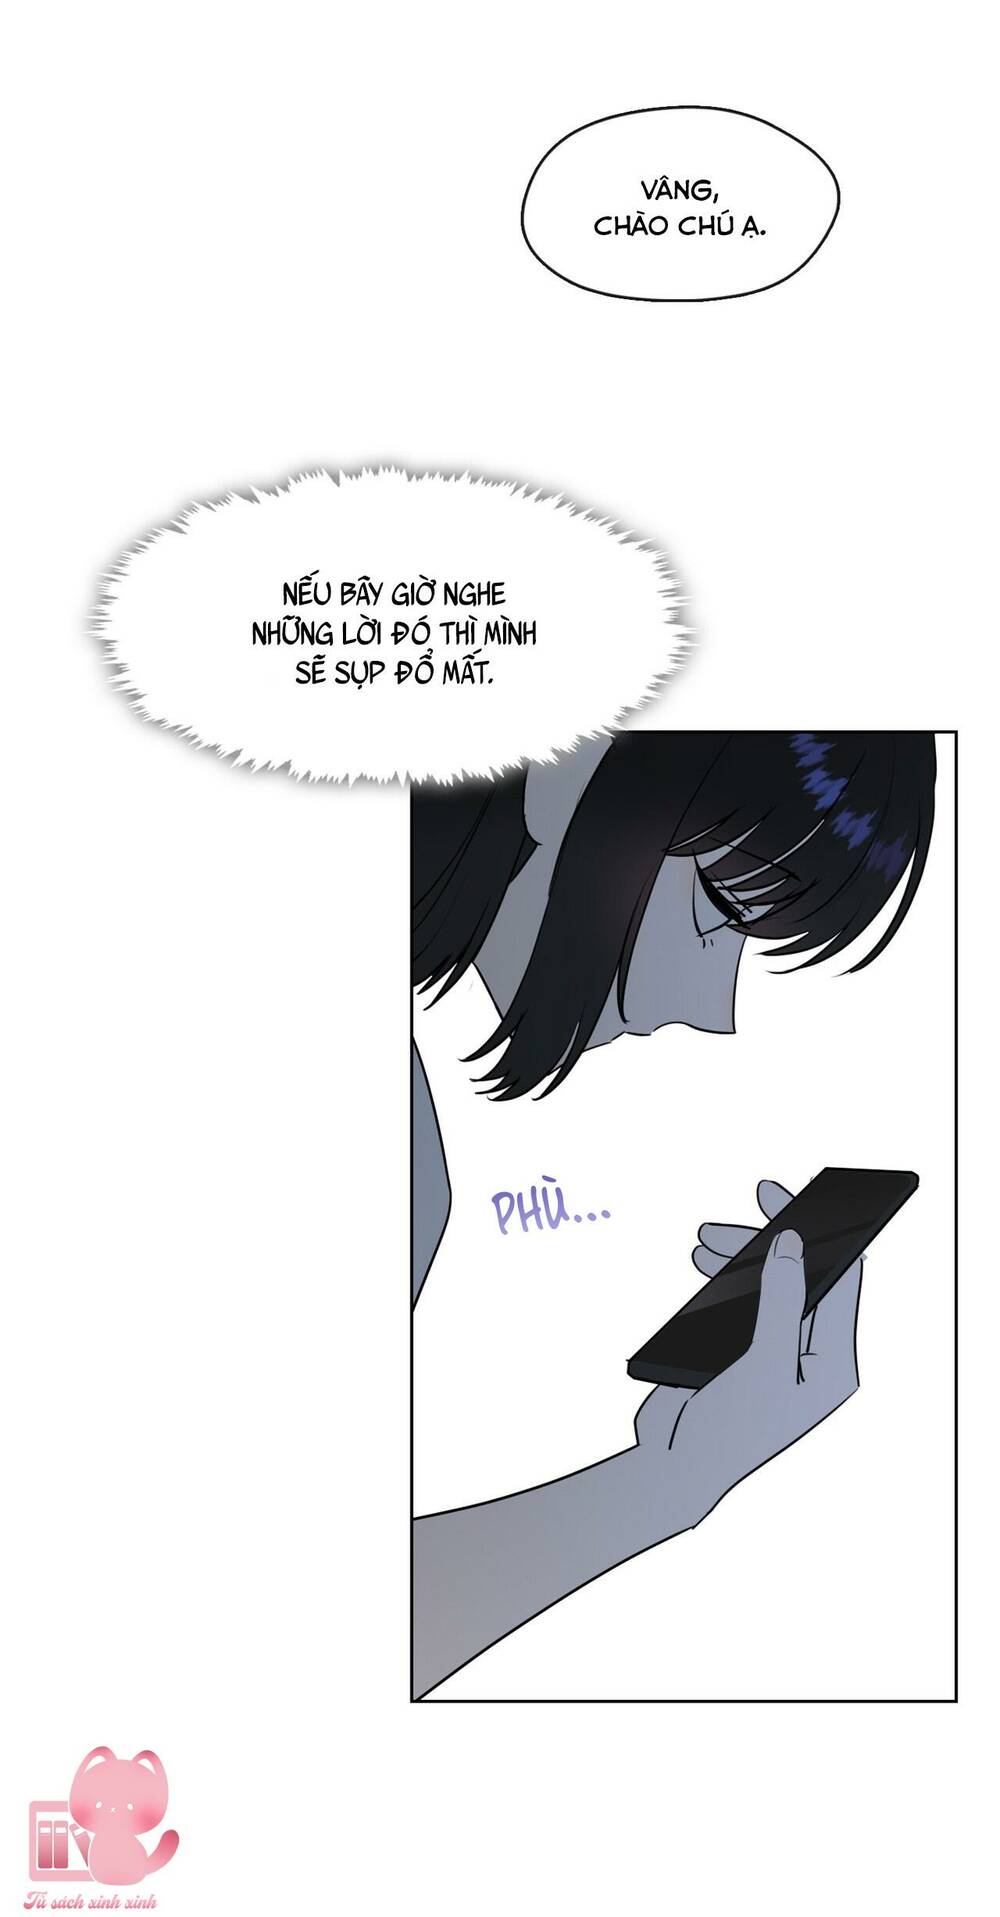 VÂNG,
CHÀO CHÚ Ạ.
NẾU BÂY GIỜ NGHE
NHỮNG LỜI ĐÓ THÌ MÌNH
SẼ SỤP ĐỔ MẤT.
PHÙ...
Tủ sách xinh xinh